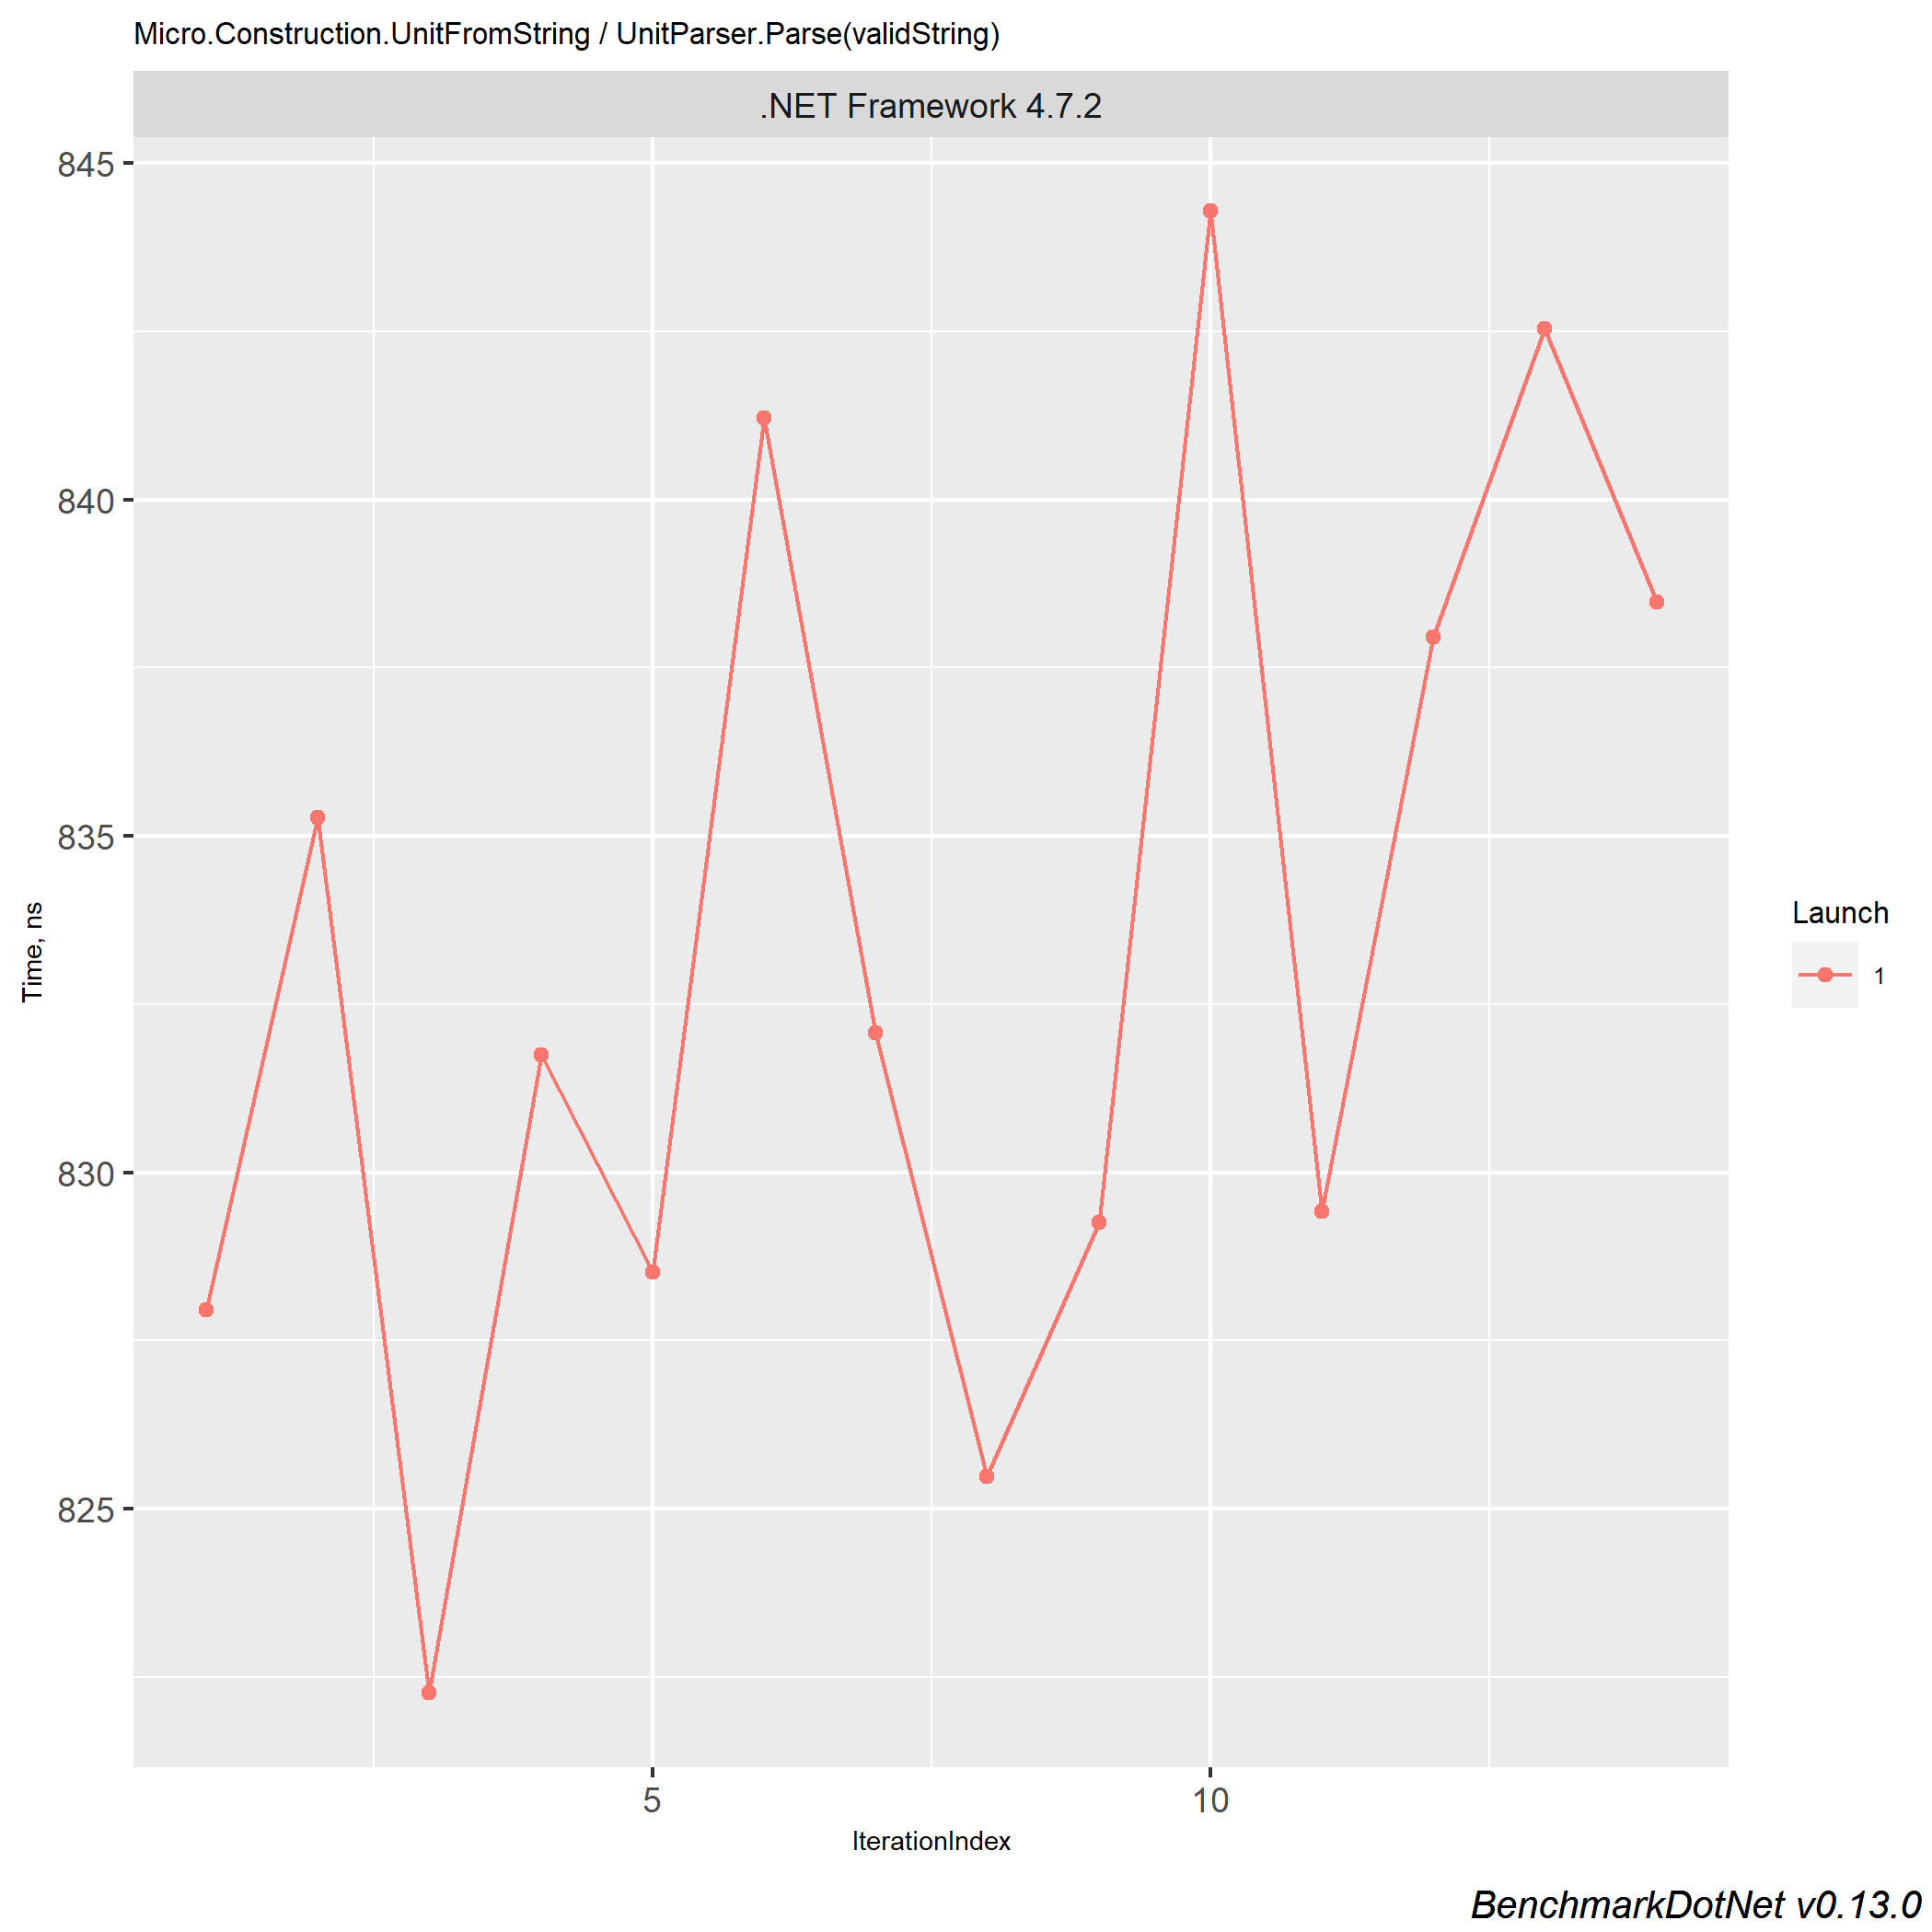 Micro.Construction.UnitFromString / UnitParser.Parse(validString)
.NET Framework 4.7.2
845
840
835
830
825
Time, ns
5
10
IterationIndex
Launch
1
BenchmarkDotNet v0.13.0